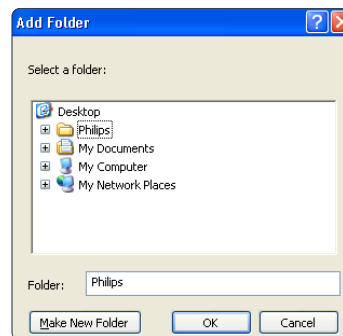 Add Folder
Select a folder:
Desktop
Philips
My Documents
My Computer
My Network Places
Folder: Philips
Make New Folder OK Cancel